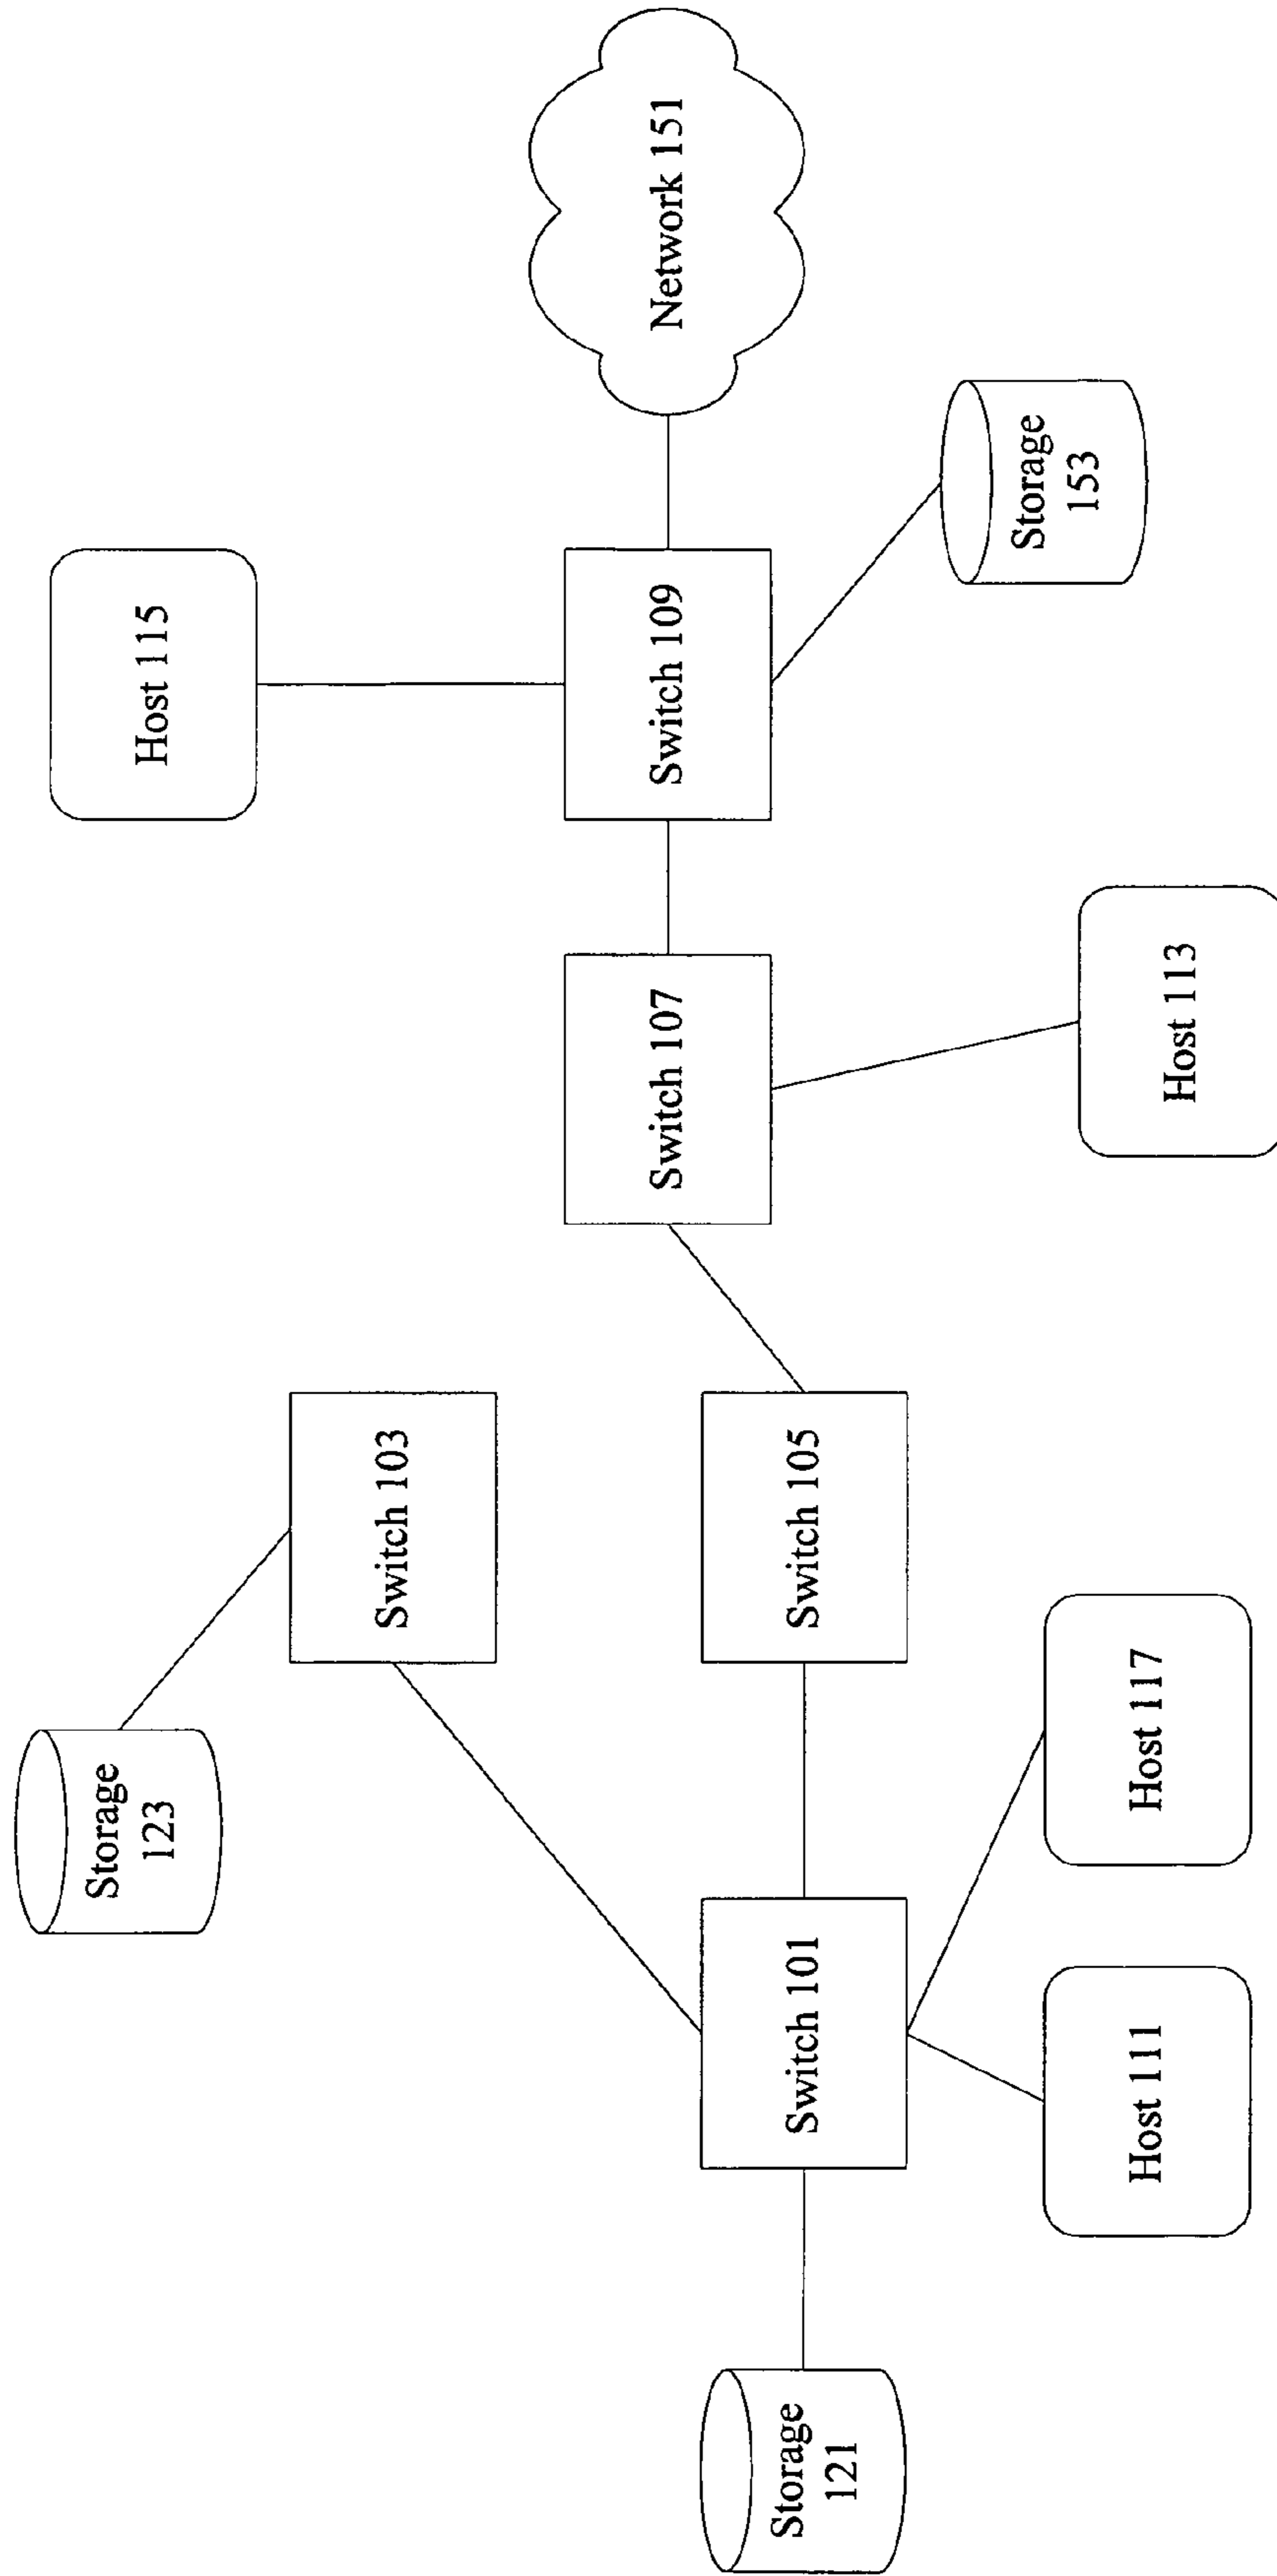 Storage
123
Host 115
Switch 103
Switch 107
Switch 109
Network 151
Storage
121
Switch 101
Switch 105
Storage
153
Host 111
Host 117
Host 113